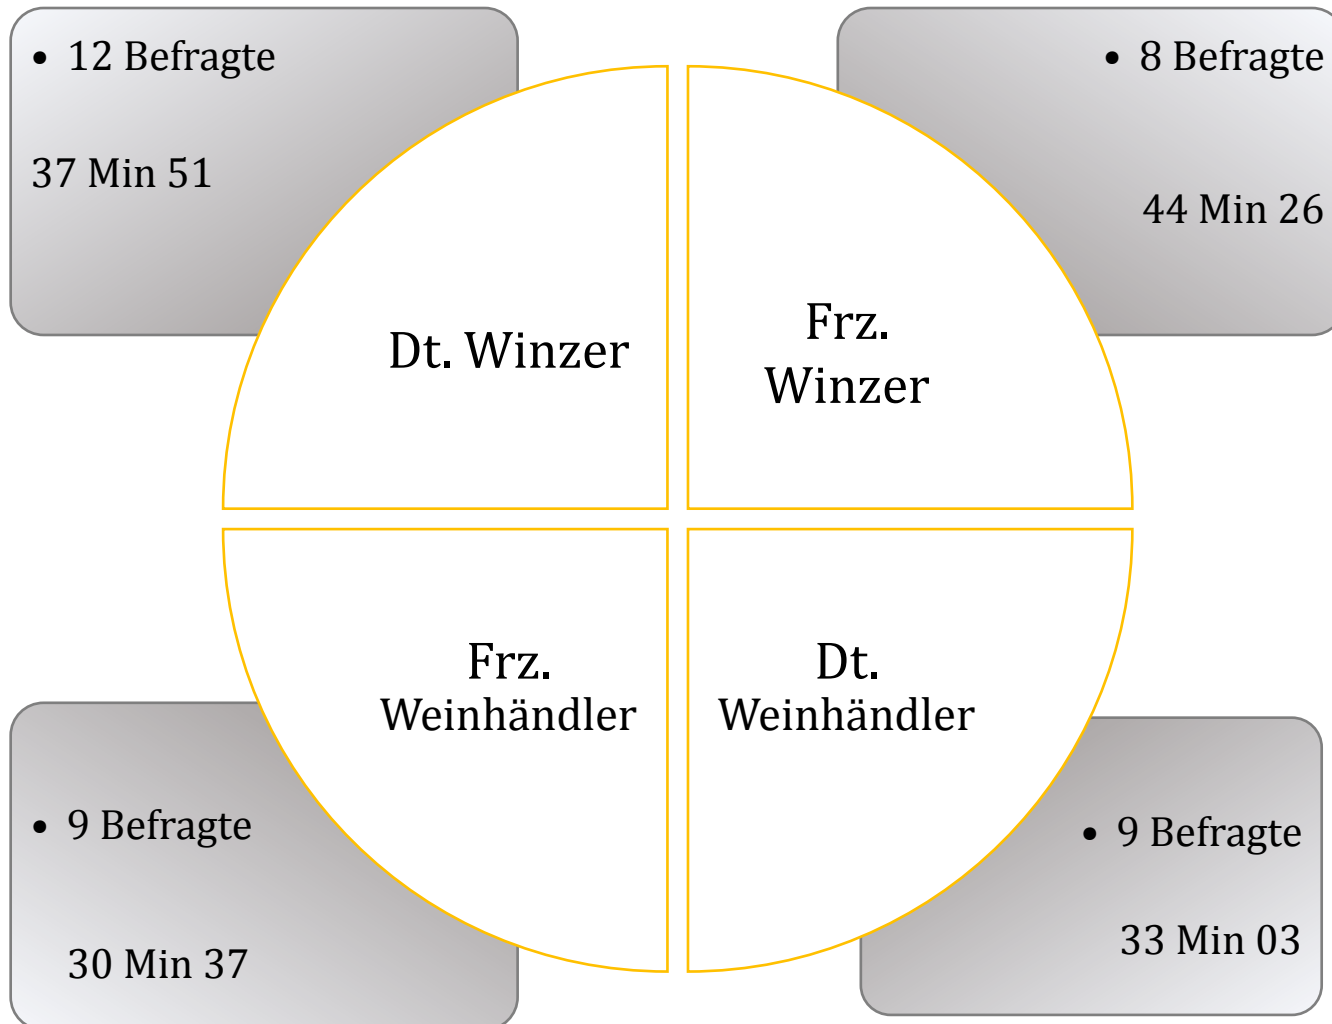 • 12 Befragte
37 Min 51
• 8 Befragte
44 Min 26
Dt. Winzer
Frz.
Winzer
Frz.
Weinhändler
Dt.
Weinhändler
• 9 Befragte
30 Min 37
• 9 Befragte
33 Min 03